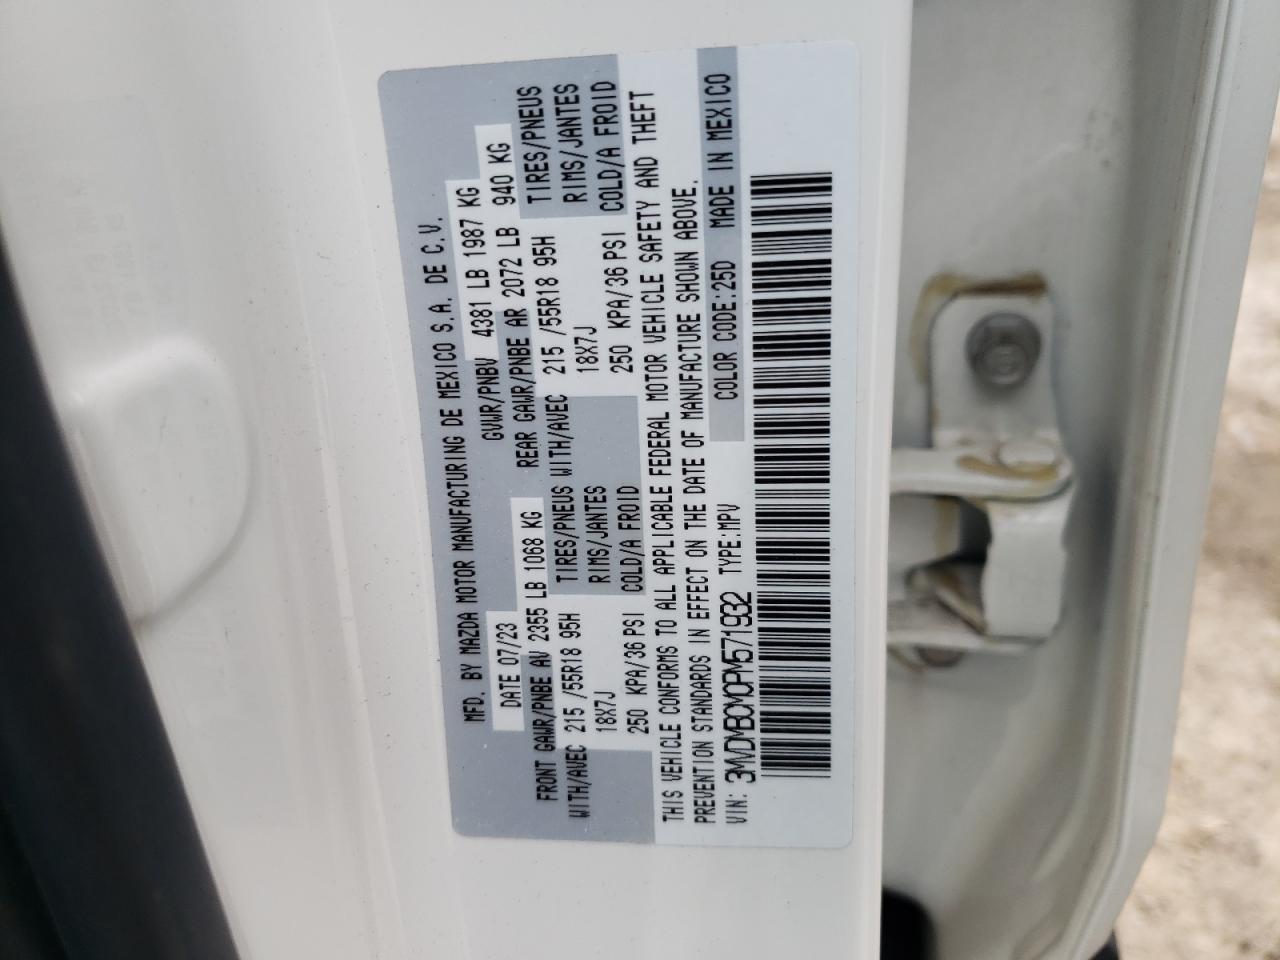 MFD. BY MAZDA MOTOR MANUFACTURING DE MEXICO S.A. DE C.V.
DATE 07/23 GVWR/PNBV 4381 LB 1987 KG
FRONT GAWR/PNBE AV 2355 LB 1068 KG REAR GAWR/PNBE AR 2072 LB 940 KG
WITH/AVEC 215 /55R18 95H TIRES/PNEUS WITH/AVEC 215 /55R18 95H TIRES/PNEUS
18X7J RIMS/JANTES 18X7J RIMS/JANTES
250 KPA/36 PSI COLD/A FROID 250 KPA/36 PSI COLD/A FROID
THIS VEHICLE CONFORMS TO ALL APPLICABLE FEDERAL MOTOR VEHICLE SAFETY AND THEFT
PREVENTION STANDARDS IN EFFECT ON THE DATE OF MANUFACTURE SHOWN ABOVE.
VIN: 3MVDMBCM0PM571932 TYPE:MPV COLOR CODE:25D MADE IN MEXICO